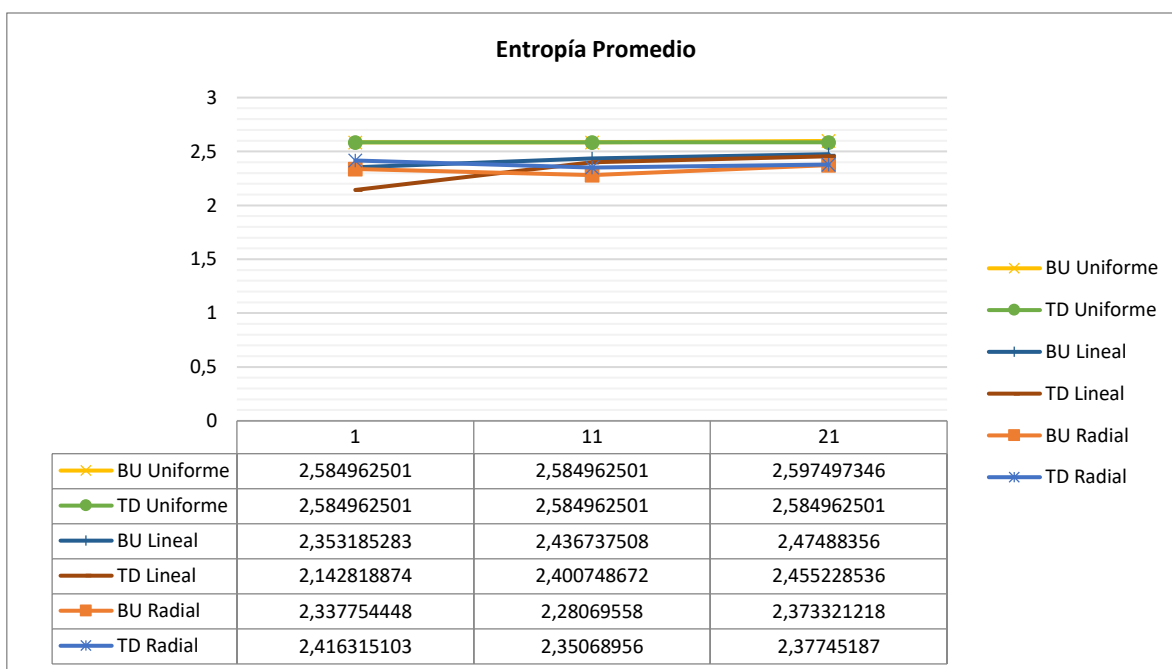 Entropía Promedio
3
2,5
2
1,5
1
0,5
0
1 11 21
BU Uniforme 2,584962501 2,584962501 2,597497346
TD Uniforme 2,584962501 2,584962501 2,584962501
BU Lineal 2,353185283 2,436737508 2,47488356
TD Lineal 2,142818874 2,400748672 2,455228536
BU Radial 2,337754448 2,28069558 2,373321218
TD Radial 2,416315103 2,35068956 2,37745187
BU Uniforme
TD Uniforme
BU Lineal
TD Lineal
BU Radial
TD Radial